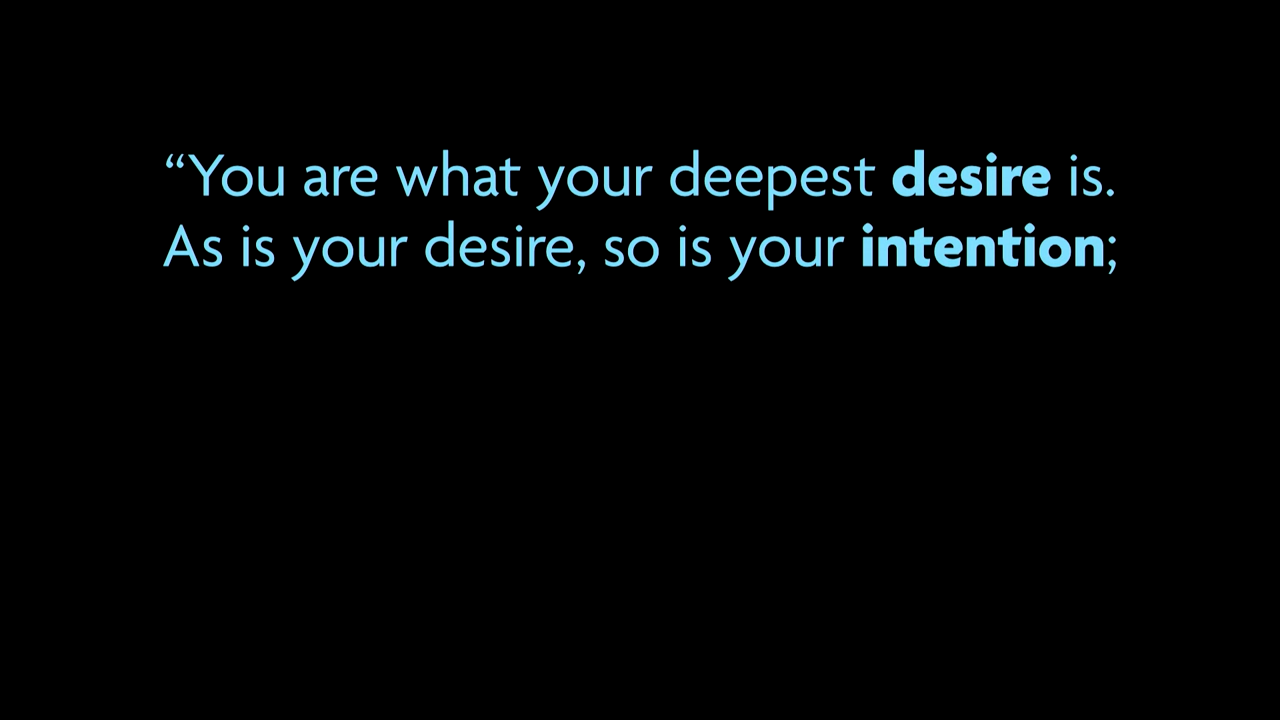 “You are what your deepest desire is.
As is your desire, so is your intention;